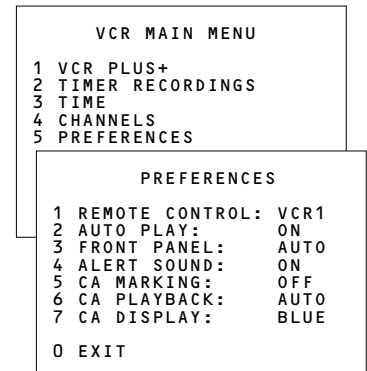 VCR MAIN MENU
1 VCR PLUS+
2 TIMER RECORDINGS
3 TIME
4 CHANNELS
5 PREFERENCES
PREFERENCES
1 REMOTE CONTROL: VCR1
2 AUTO PLAY: ON
3 FRONT PANEL: AUTO
4 ALERT SOUND: ON
5 CA MARKING: OFF
6 CA PLAYBACK: AUTO
7 CA DISPLAY: BLUE
0 EXIT